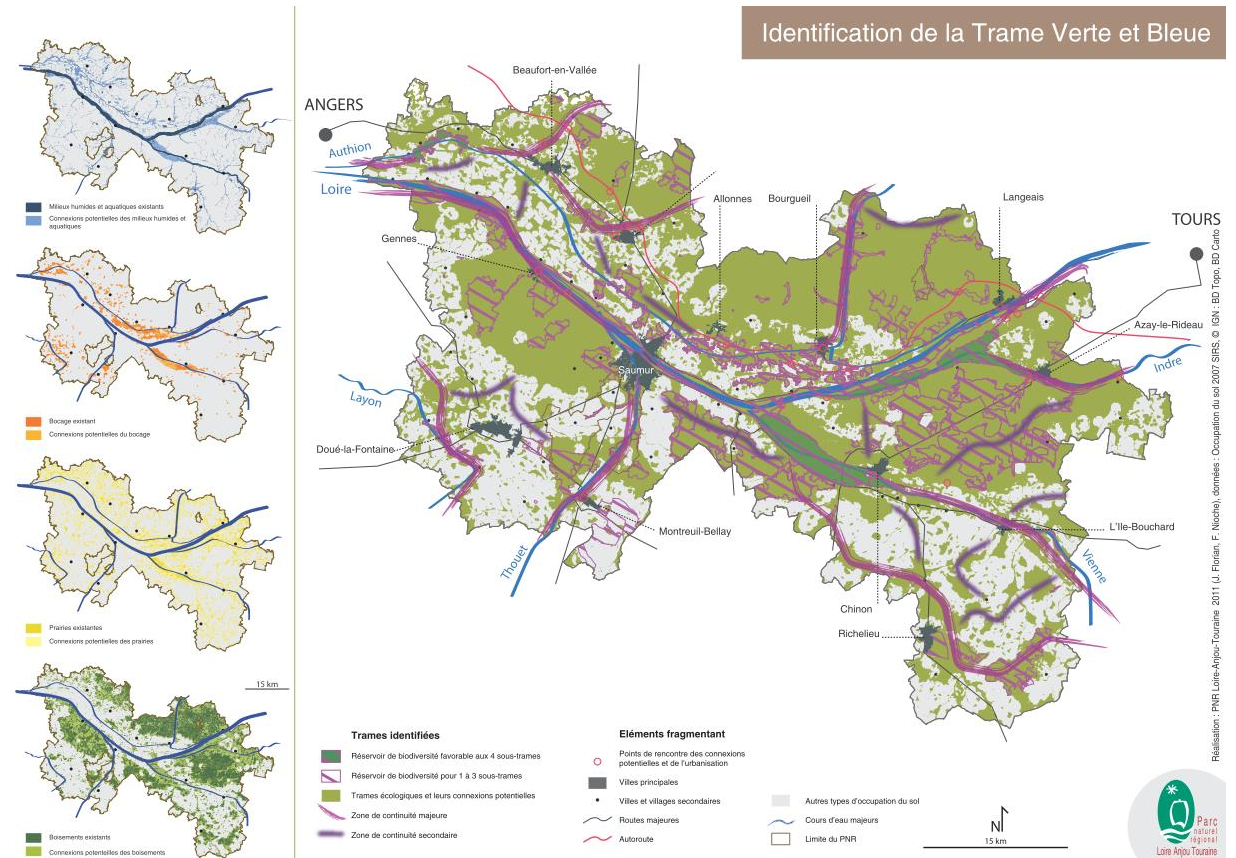 Identification de la Trame Verte et Bleue
Milieux humides et aquatiques existants
Connexions potentielles des milieux humides et
aquatiques
Bocage existant
Connexions potentielles du bocage
Prairies existantes
Connexions potentielles des prairies
15 km
Boisements existants
Connexions potentielles des boisements
Beaufort-en-Vallée
ANGERS
Authion
Loire
Allonnes
Bourgueil
Langeais
TOURS
Gennes
Azay-le-Rideau
Indre
Saumur
Layon
Doué-la-Fontaine
Montreuil-Bellay
L'Ile-Bouchard
Thouet
Vienne
Chinon
Richelieu
Trames identifiées
Réservoir de biodiversité favorable aux 4 sous-trames
Réservoir de biodiversité pour 1 à 3 sous-trames
Trames écologiques et leurs connexions potentielles
Zone de continuité majeure
Zone de continuité secondaire
Eléments fragmentant
Points de rencontre des connexions
potentielles et de l'urbanisation
Villes principales
Villes et villages secondaires
Routes majeures
Autoroute
Autres types d'occupation du sol
Cours d'eau majeurs
Limite du PNR
N
15 km
Réalisation : PNR Loire-Anjou-Touraine 2011 (J. Florian, F. Nioche), données : Occupation du sol 2007 SIRS, © IGN : BD Topo, BD Carto
Parc
naturel
régional
Loire Anjou Touraine